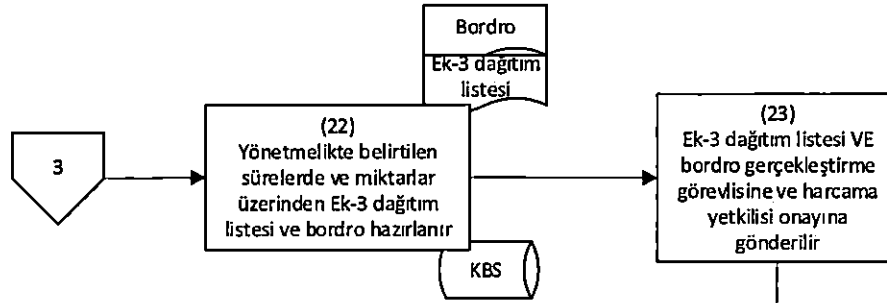 Bordro
Ek-3 dağıtım
listesi
3
(22)
Yönetmelikte belirtilen
sürelerde ve miktarlar
üzerinden Ek-3 dağıtım
listesi ve bordro hazırlanır
KBS
(23)
Ek-3 dağıtım listesi VE
bordro gerçekleştirme
görevlisine ve harcama
yetkilisi onayına
gönderilir